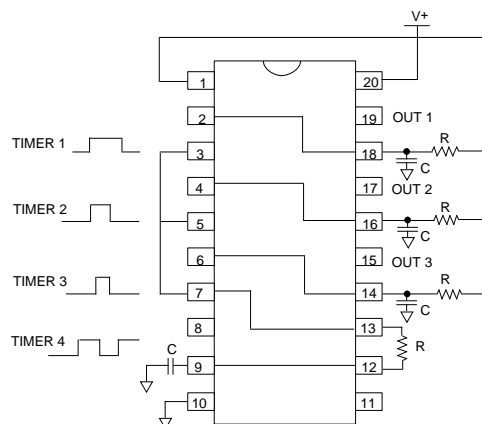 V+
1
20
2
19
OUT 1
TIMER 1
3
18
C
R
4
17
OUT 2
TIMER 2
5
16
C
R
6
15
OUT 3
TIMER 3
7
14
C
R
8
13
TIMER 4
C
9
12
R
10
11